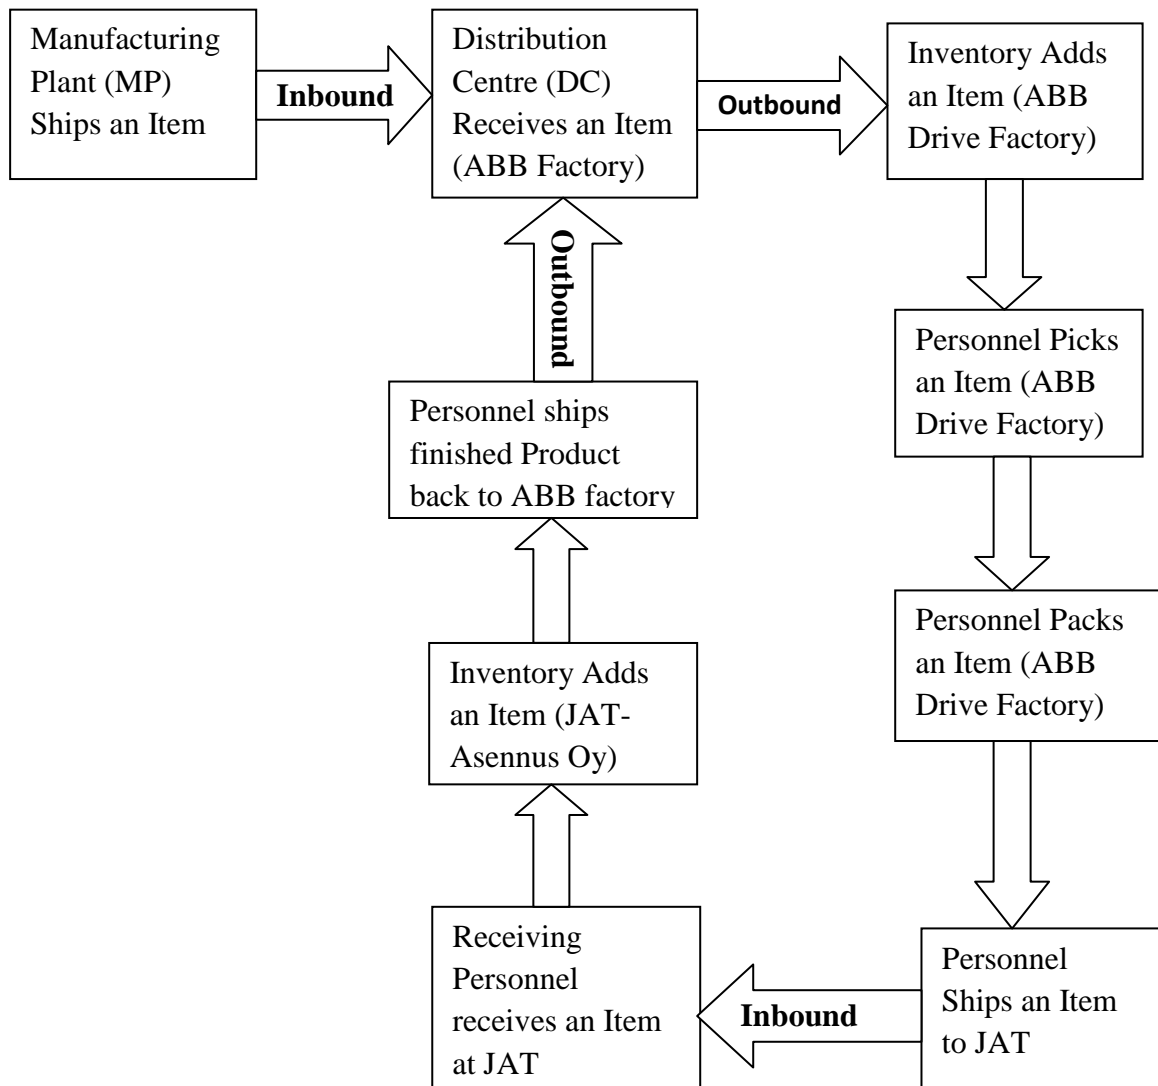 Manufacturing
Plant (MP)
Ships an Item
Inbound
Distribution
Centre (DC)
Receives an Item
(ABB Factory)
Outbound
Inventory Adds
an Item (ABB
Drive Factory)
Personnel Picks
an Item (ABB
Drive Factory)
Personnel Packs
an Item (ABB
Drive Factory)
Personnel
Ships an Item
to JAT
Inbound
Receiving
Personnel
receives an Item
at JAT
Inventory Adds
an Item (JAT-
Asennus Oy)
Personnel ships
finished Product
back to ABB factory
Outbound